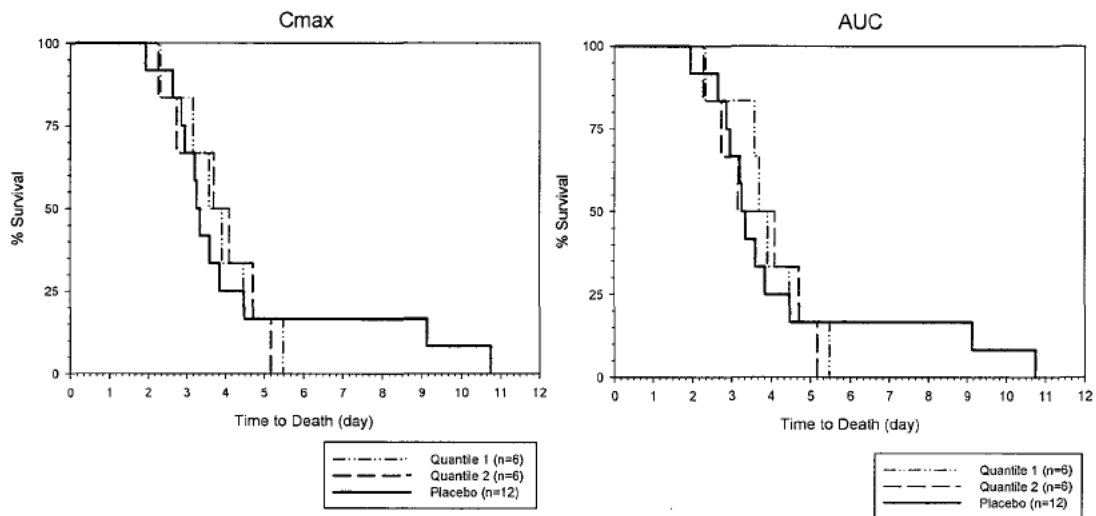 Cmax
100
75
50
25
0
% Survival
0 1 2 3 4 5 6 7 8 9 10 11 12
Time to Death (day)
Quantile 1 (n=6)
Quantile 2 (n=6)
Placebo (n=12)
AUC
100
75
50
25
0
% Survival
0 1 2 3 4 5 6 7 8 9 10 11 12
Time to Death (day)
Quantile 1 (n=6)
Quantile 2 (n=6)
Placebo (n=12)